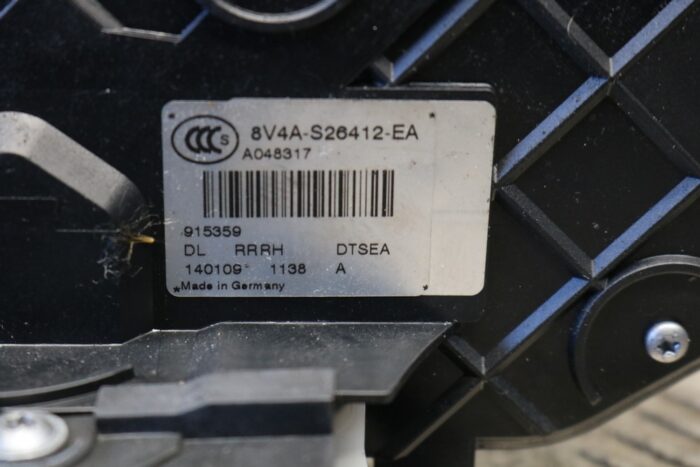 CCC S 8V4A-S26412-EA
A048317
915359
DL RRRH DTSEA
140109* 1138 A
*Made in Germany